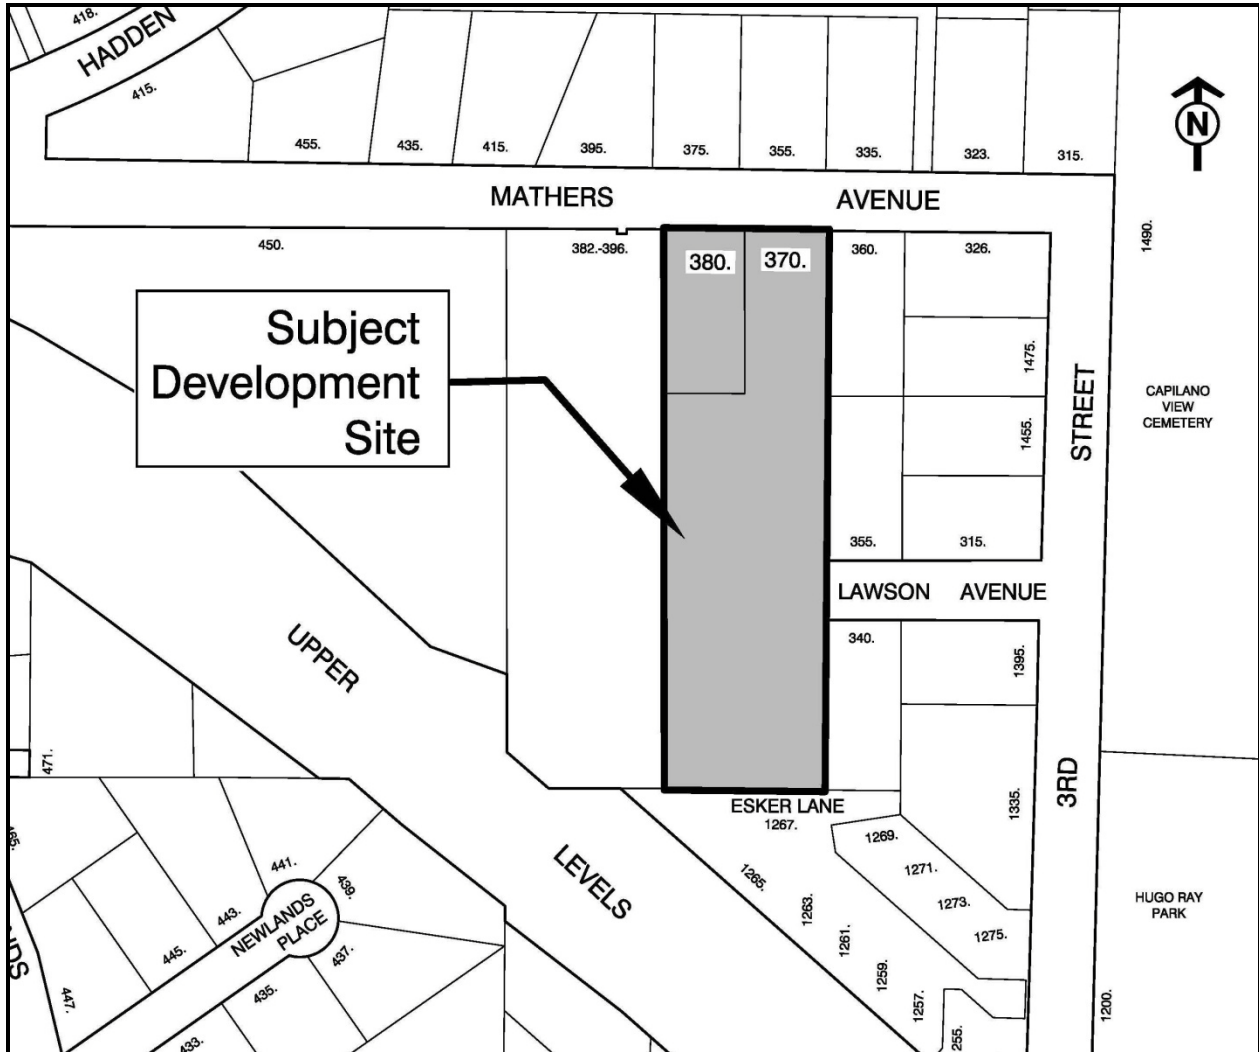 418.
HADDEN
415.
455.
435.
415.
395.
375.
355.
335.
323.
315.
N
MATHERS AVENUE
450.
382.-396.
380.
370.
360.
326.
1490.
Subject
Development
Site
1475.
STREET
CAPILANO
VIEW
CEMETERY
1455.
355.
315.
LAWSON AVENUE
UPPER
340.
1395.
471.
3RD
1335.
ESKER LANE
1267.
1269.
465.
441.
439.
LEVELS
1265.
1271.
1273.
HUGO RAY
PARK
443.
NEWLANDS
PLACE
1263.
1261.
1275.
445.
437.
1259.
447.
435.
1257.
1200.
433.